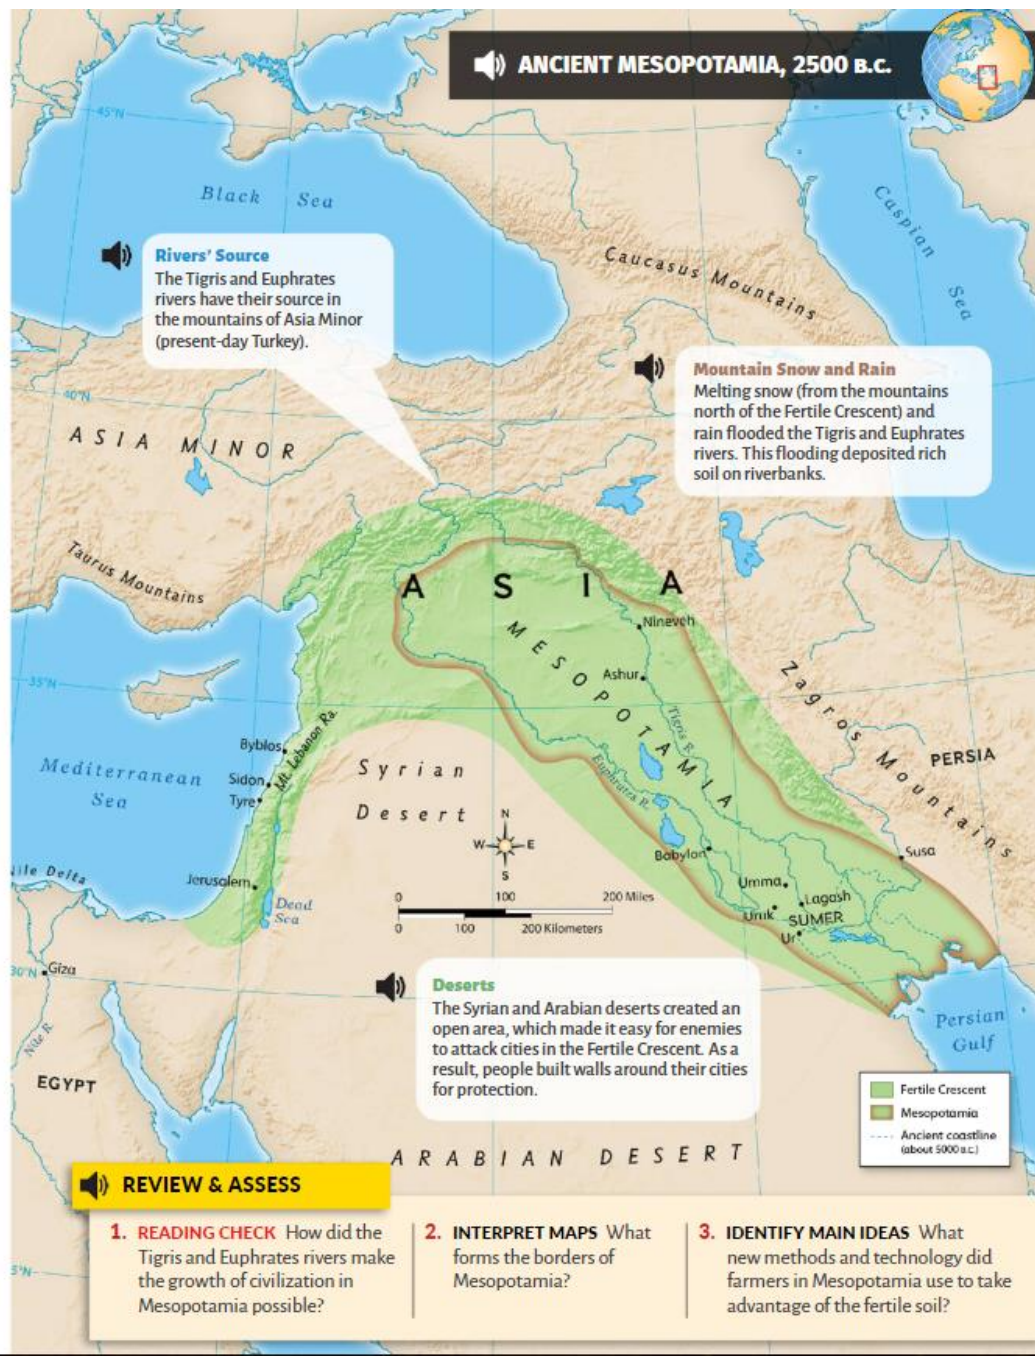 ANCIENT MESOPOTAMIA, 2500 B.C.
45°N
Black Sea
Caspian Sea
Rivers' Source
The Tigris and Euphrates
rivers have their source in
the mountains of Asia Minor
(present-day Turkey).
Caucasus Mountains
Mountain Snow and Rain
Melting snow (from the mountains
north of the Fertile Crescent) and
rain flooded the Tigris and Euphrates
rivers. This flooding deposited rich
soil on riverbanks.
40°N
ASIA MINOR
Taurus Mountains
ASIA
MESOPOTAMIA
Nineveh
Ashur
Tigris R.
Euphrates R.
Zagros Mountains
PERSIA
35°N
Mediterranean
Sea
Byblos
Sidon
Tyre
Mt. Lebanon Ra.
Syrian
Desert
N
W E
S
Babylon
Susa
Umma
Lagash
Uruk
SUMER
Ur
Nile Delta
Jerusalem
Dead
Sea
0 100 200 Miles
0 100 200 Kilometers
30°N
Giza
Nile R.
EGYPT
Deserts
The Syrian and Arabian deserts created an
open area, which made it easy for enemies
to attack cities in the Fertile Crescent. As a
result, people built walls around their cities
for protection.
Persian
Gulf
Fertile Crescent
Mesopotamia
Ancient coastline
(about 5000 B.C.)
ARABIAN DESERT
REVIEW & ASSESS
1. READING CHECK How did the
Tigris and Euphrates rivers make
the growth of civilization in
Mesopotamia possible?
2. INTERPRET MAPS What
forms the borders of
Mesopotamia?
3. IDENTIFY MAIN IDEAS What
new methods and technology did
farmers in Mesopotamia use to take
advantage of the fertile soil?